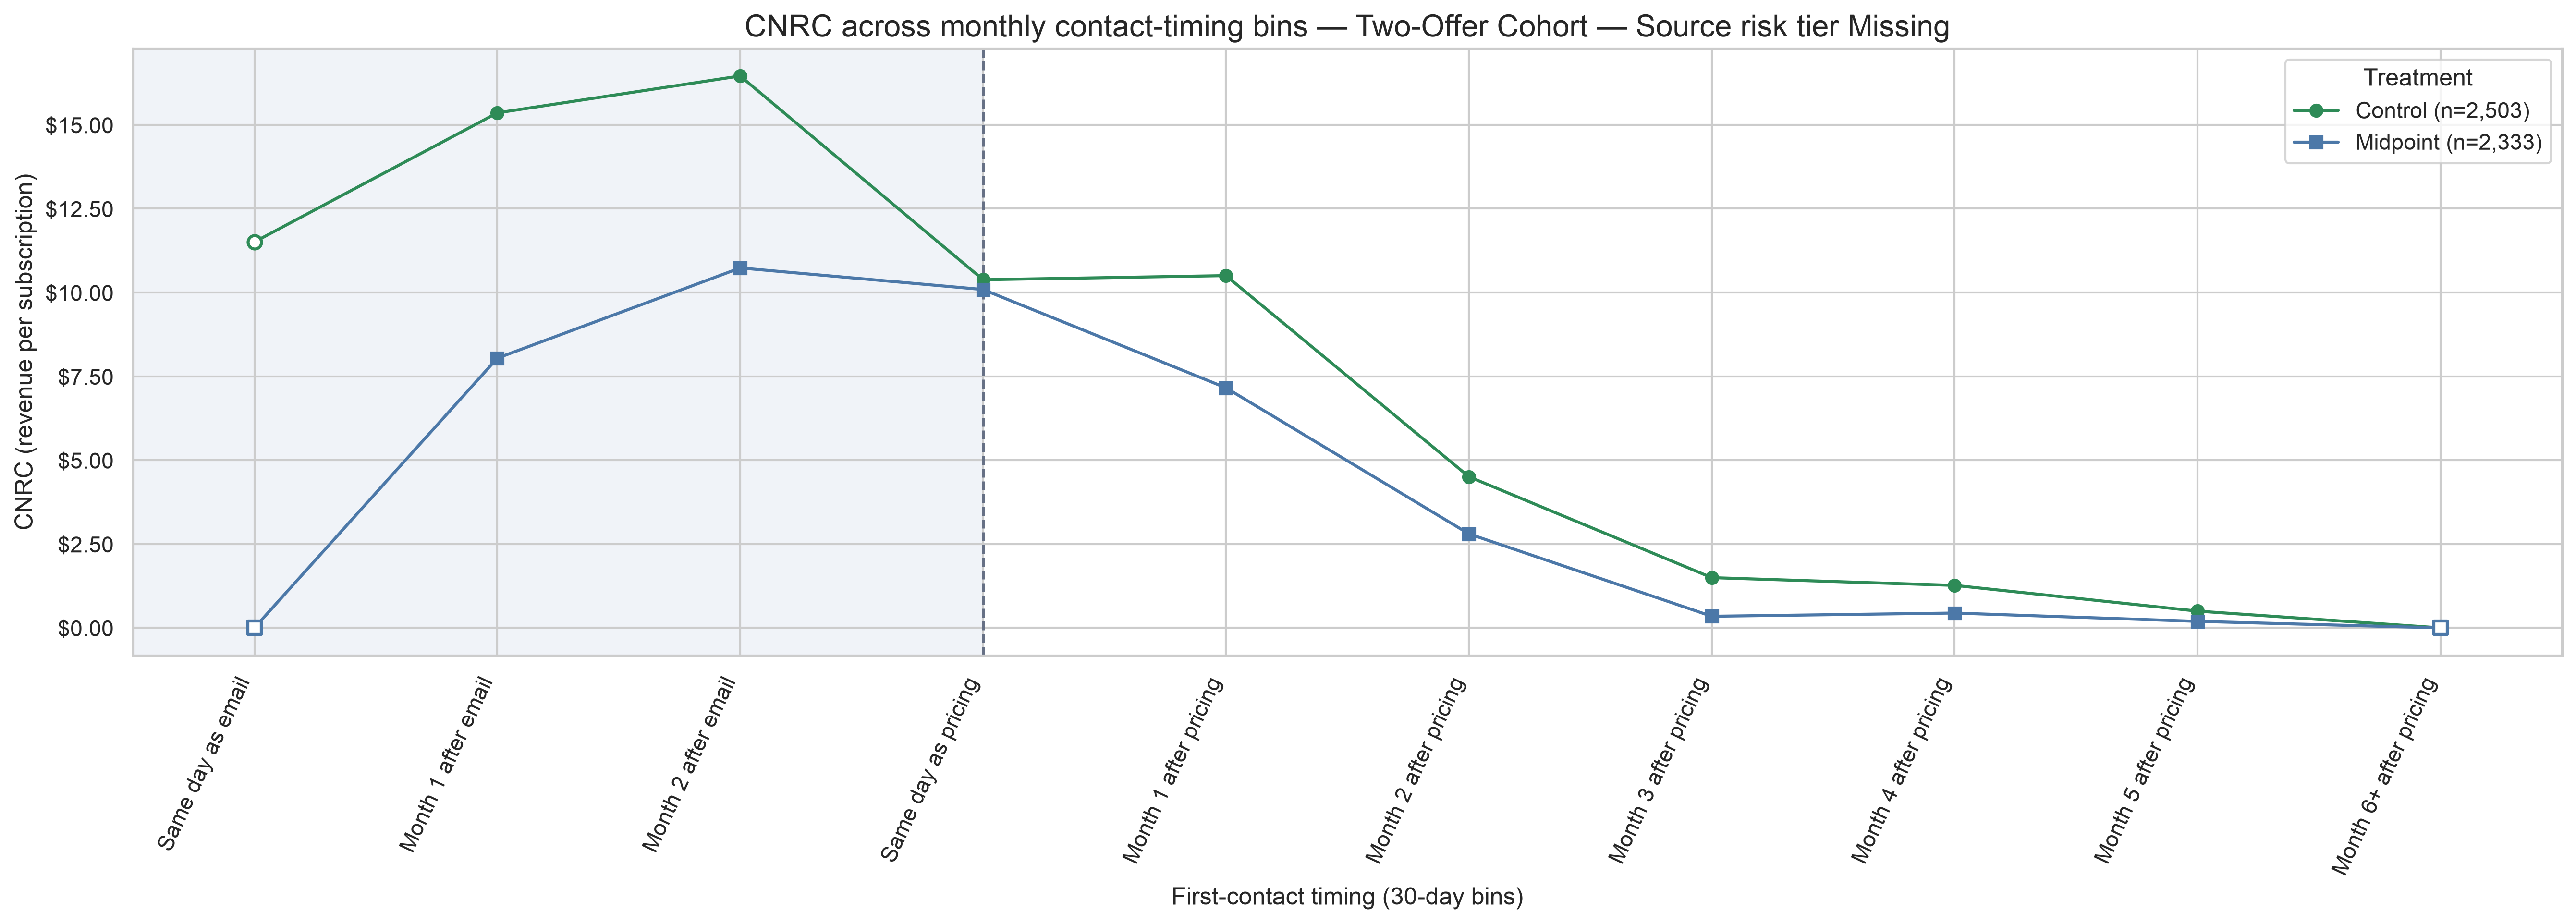 CNRC across monthly contact-timing bins — Two-Offer Cohort — Source risk tier Missing
Treatment
Control (n=2,503)
Midpoint (n=2,333)
CNRC (revenue per subscription)
$15.00
$12.50
$10.00
$7.50
$5.00
$2.50
$0.00
Same day as email
Month 1 after email
Month 2 after email
Same day as pricing
Month 1 after pricing
Month 2 after pricing
Month 3 after pricing
Month 4 after pricing
Month 5 after pricing
Month 6+ after pricing
First-contact timing (30-day bins)